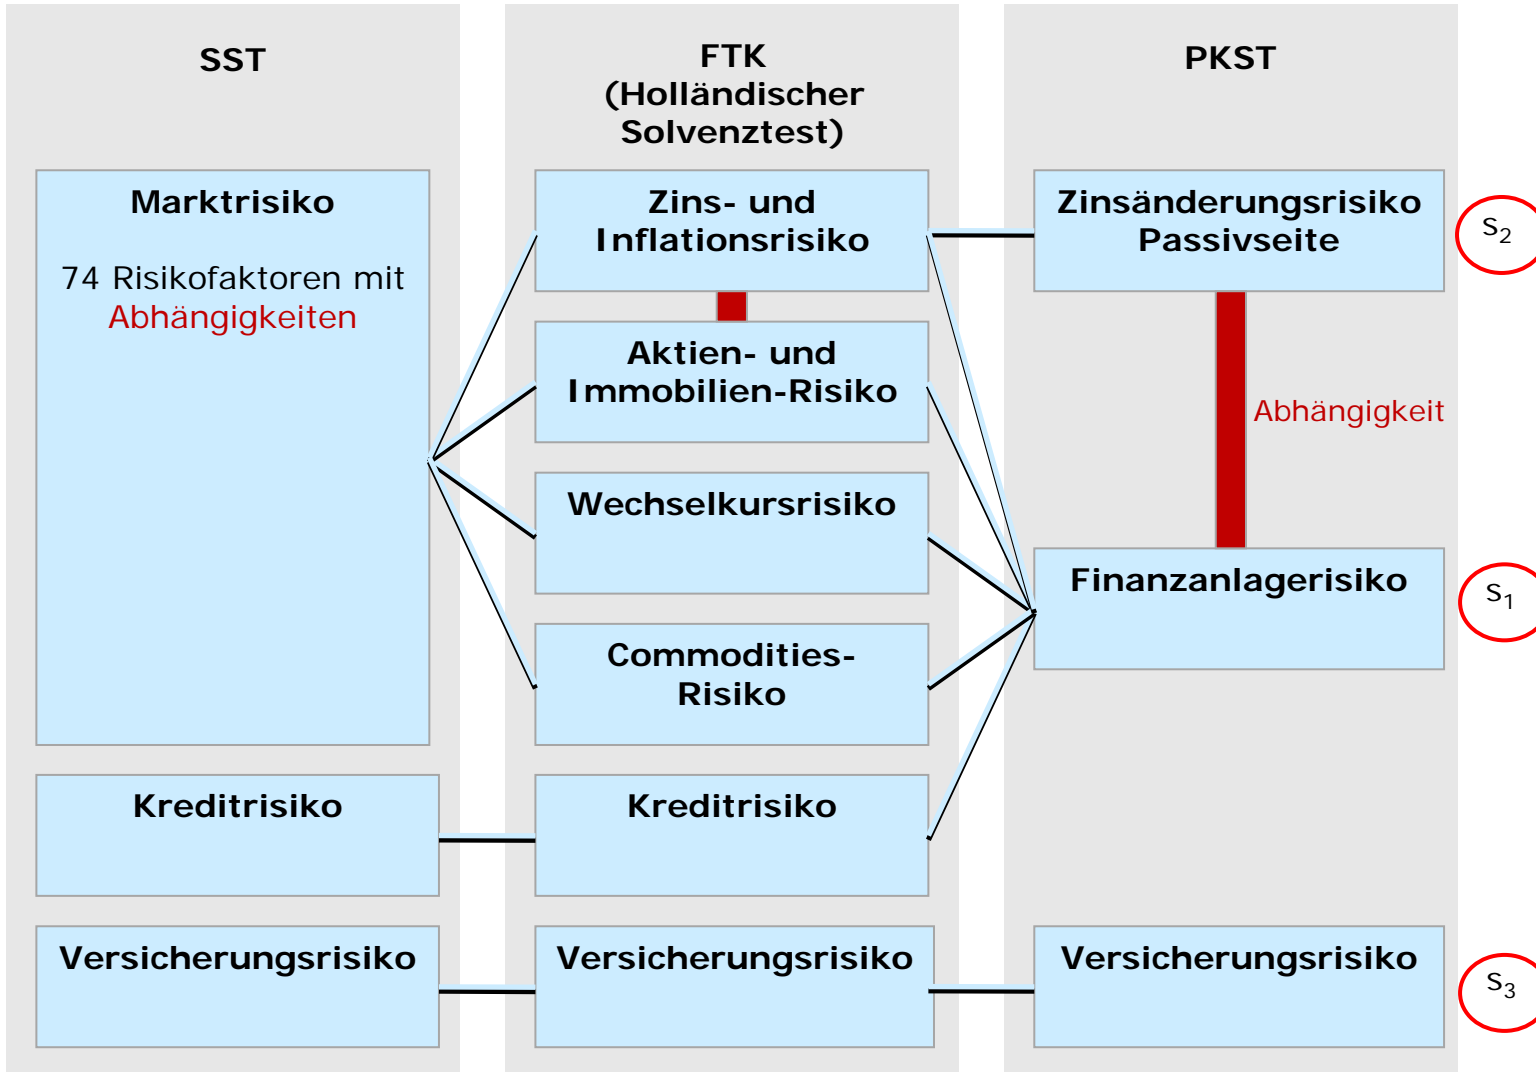 SST
Marktrisiko
74 Risikofaktoren mit
Abhängigkeiten
Kreditrisiko
Versicherungsrisiko
FTK
(Holländischer
Solvenztest)
Zins- und
Inflationsrisiko
Aktien- und
Immobilien-Risiko
Wechselkursrisiko
Commodities-
Risiko
Kreditrisiko
Versicherungsrisiko
PKST
Zinsänderungsrisiko
Passivseite
S₂
Abhängigkeit
Finanzanlagerisiko
S₁
Versicherungsrisiko
S₃